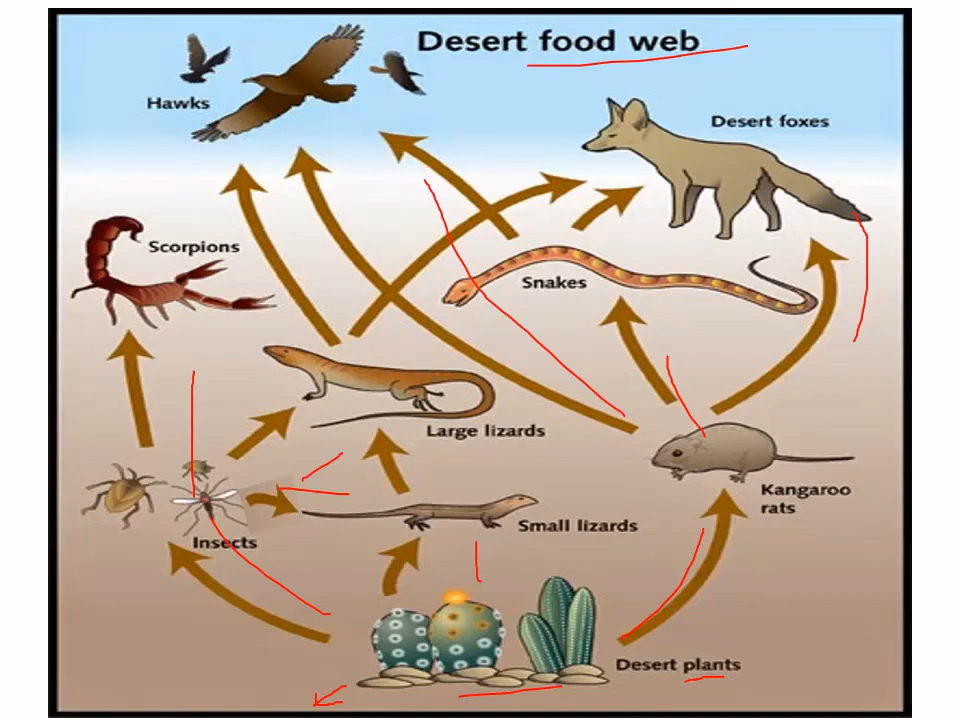 Desert food web
Hawks
Desert foxes
Scorpions
Snakes
Large lizards
Kangaroo
rats
Small lizards
Insects
Desert plants